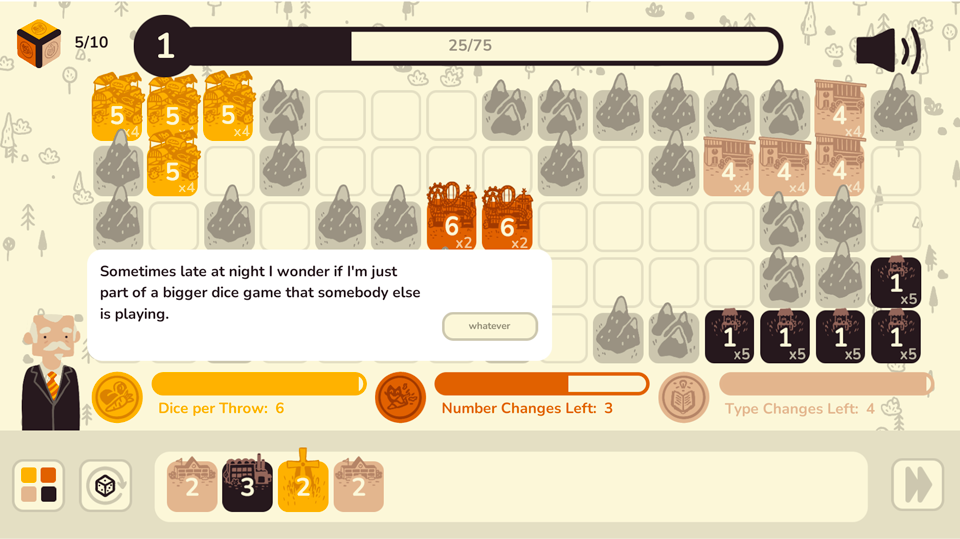 5/10
1
25/75
5 5 5 4
x4 x4 x4 x4
5 4 4 4
x4 x4 x4 x4
6 6
x2 x2
Sometimes late at night I wonder if I'm just
part of a bigger dice game that somebody else
is playing.
whatever
1
x5
1 1 1 1
x5 x5 x5 x5
Dice per Throw: 6
Number Changes Left: 3
Type Changes Left: 4
2 3 2 2